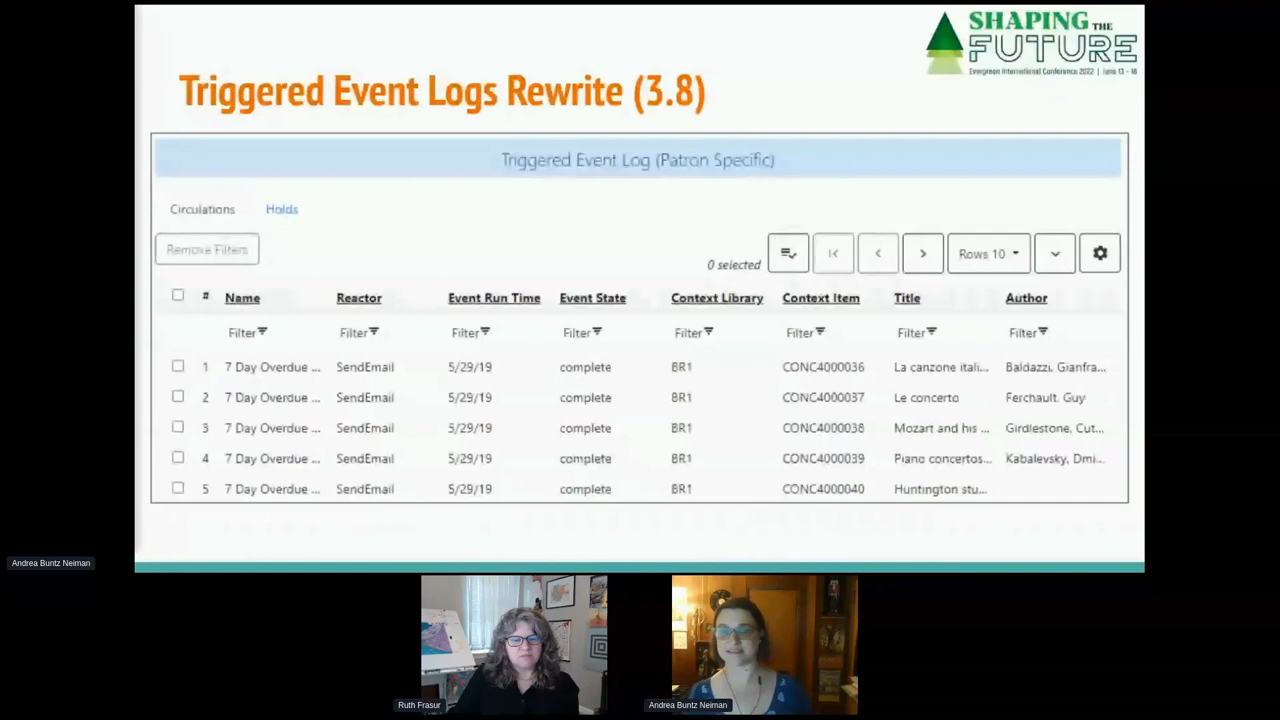 SHAPING THE
FUTURE
Evergreen International Conference 2022 | June 13 - 16
Triggered Event Logs Rewrite (3.8)
Triggered Event Log (Patron Specific)
Circulations Holds
Remove Filters
0 selected
Rows 10
# Name Reactor Event Run Time Event State Context Library Context Item Title Author
Filter Filter Filter Filter Filter Filter Filter Filter
1 7 Day Overdue ... SendEmail 5/29/19 complete BR1 CONC4000036 La canzone itali... Baldazzi, Gianfra...
2 7 Day Overdue ... SendEmail 5/29/19 complete BR1 CONC4000037 Le concerto Ferchault, Guy
3 7 Day Overdue ... SendEmail 5/29/19 complete BR1 CONC4000038 Mozart and his ... Girdlestone, Cut...
4 7 Day Overdue ... SendEmail 5/29/19 complete BR1 CONC4000039 Piano concertos... Kabalevsky, Dmi...
5 7 Day Overdue ... SendEmail 5/29/19 complete BR1 CONC4000040 Huntington stu...
Andrea Buntz Neiman
Ruth Frasur
Andrea Buntz Neiman